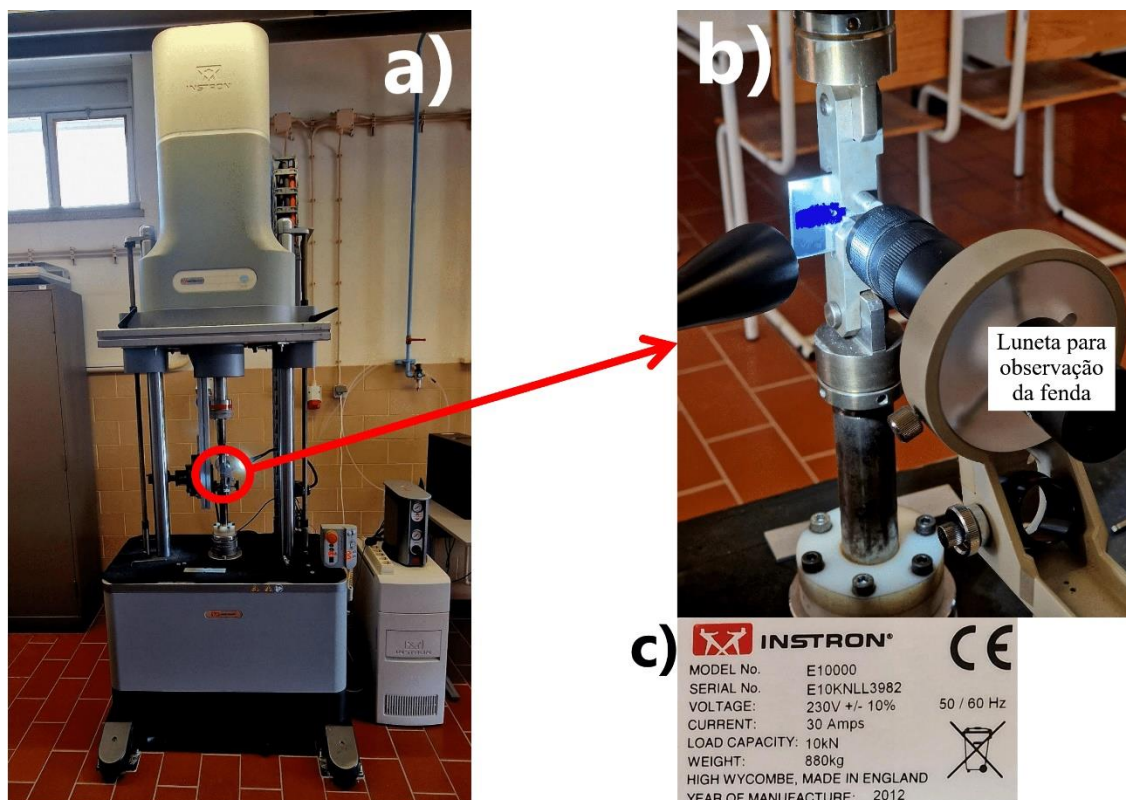 a)
INSTRON
b)
Luneta para
observação
da fenda
c)
INSTRON®
CE
MODEL No. E10000
SERIAL No. E10KNLL3982
VOLTAGE: 230V +/- 10% 50 / 60 Hz
CURRENT: 30 Amps
LOAD CAPACITY: 10kN
WEIGHT: 880kg
HIGH WYCOMBE, MADE IN ENGLAND
YEAR OF MANUFACTURE: 2012